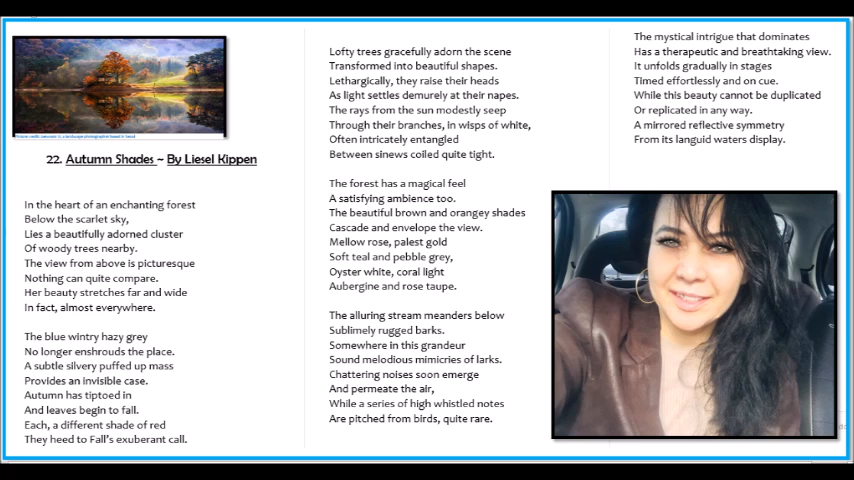 22. Autumn Shades ~ By Liesel Kippen
In the heart of an enchanting forest
Below the scarlet sky,
Lies a beautifully adorned cluster
Of woody trees nearby.
The view from above is picturesque
Nothing can quite compare.
Her beauty stretches far and wide
In fact, almost everywhere.
The blue wintry hazy grey
No longer enshrouds the place.
A subtle silvery puffed up mass
Provides an invisible case.
Autumn has tiptoed in
And leaves begin to fall.
Each, a different shade of red
They heed to Fall's exuberant call.
Lofty trees gracefully adorn the scene
Transformed into beautiful shapes.
Lethargically, they raise their heads
As light settles demurely at their napes.
The rays from the sun modestly seep
Through their branches, in wisps of white,
Often intricately entangled
Between sinews coiled quite tight.
The forest has a magical feel
A satisfying ambience too.
The beautiful brown and orangey shades
Cascade and envelope the view.
Mellow rose, palest gold
Soft teal and pebble grey,
Oyster white, coral light
Aubergine and rose taupe.
The alluring stream meanders below
Sublimely rugged barks.
Somewhere in this grandeur
Sound melodious mimicries of larks.
Chattering noises soon emerge
And permeate the air,
While a series of high whistled notes
Are pitched from birds, quite rare.
The mystical intrigue that dominates
Has a therapeutic and breathtaking view.
It unfolds gradually in stages
Timed effortlessly and on cue.
While this beauty cannot be duplicated
Or replicated in any way.
A mirrored reflective symmetry
From its languid waters display.